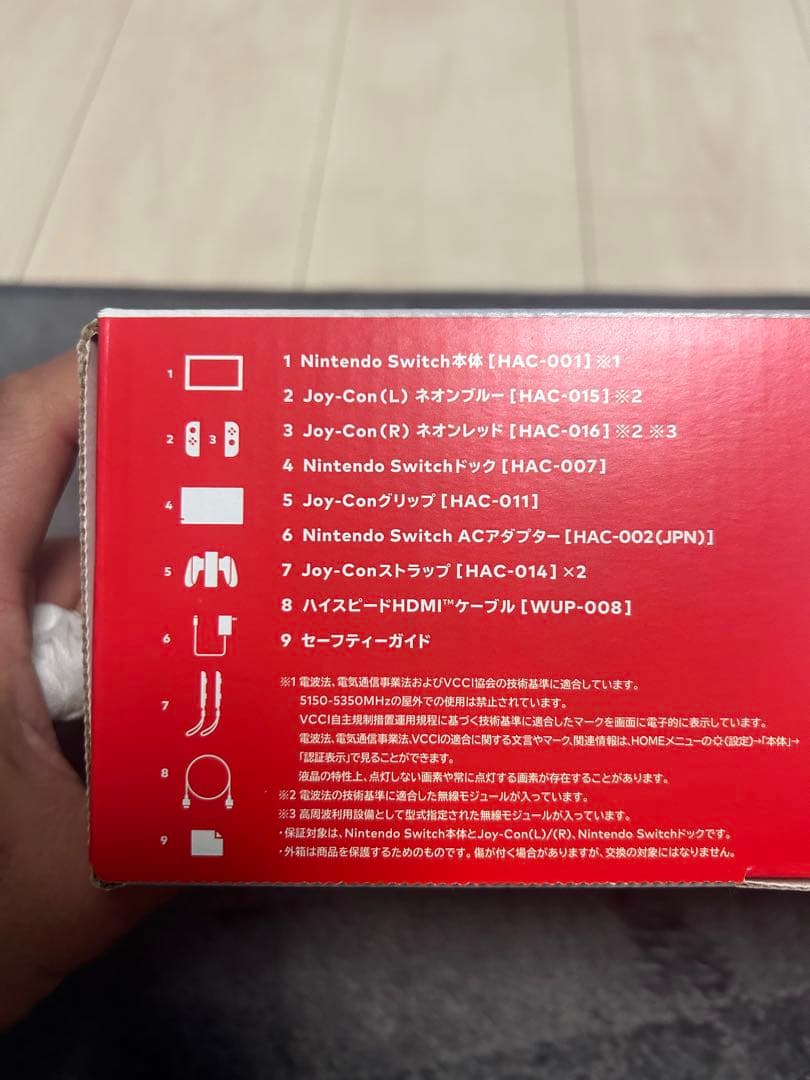 1 Nintendo Switch本体[HAC-001]※1
2 Joy-Con(L) ネオンブルー[HAC-015]※2
3 Joy-Con(R) ネオンレッド[HAC-016]※2 ※3
4 Nintendo Switchドック[HAC-007]
5 Joy-Conグリップ[HAC-011]
6 Nintendo Switch ACアダプター[HAC-002(JPN)]
7 Joy-Conストラップ[HAC-014]×2
8 ハイスピードHDMI™ケーブル[WUP-008]
9 セーフティーガイド
1
2 3
4
5
6
7
8
9
※1 電波法、電気通信事業法およびVCCI協会の技術基準に適合しています。
5150-5350MHzの屋外での使用は禁止されています。
VCCI自主規制措置運用規程に基づく技術基準に適合したマークを画面に電子的に表示しています。
電波法、電気通信事業法、VCCIの適合に関する文言やマーク、関連情報は、HOMEメニューの(設定)→「本体」→
「認証表示」で見ることができます。
液晶の特性上、点灯しない画素や常に点灯する画素が存在することがあります。
※2 電波法の技術基準に適合した無線モジュールが入っています。
※3 高周波利用設備として型式指定された無線モジュールが入っています。
・保証対象は、Nintendo Switch本体とJoy-Con(L)/(R)、Nintendo Switchドックです。
・外箱は商品を保護するためのものです。傷が付く場合がありますが、交換の対象にはなりません。